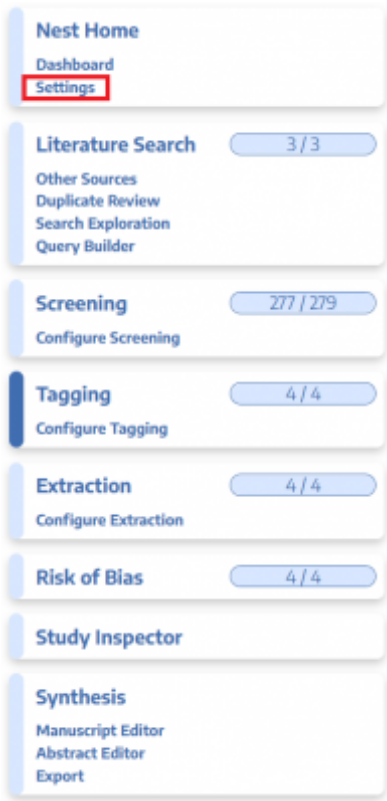 Nest Home
Dashboard
Settings
Literature Search 3 / 3
Other Sources
Duplicate Review
Search Exploration
Query Builder
Screening 277 / 279
Configure Screening
Tagging 4 / 4
Configure Tagging
Extraction 4 / 4
Configure Extraction
Risk of Bias 4 / 4
Study Inspector
Synthesis
Manuscript Editor
Abstract Editor
Export